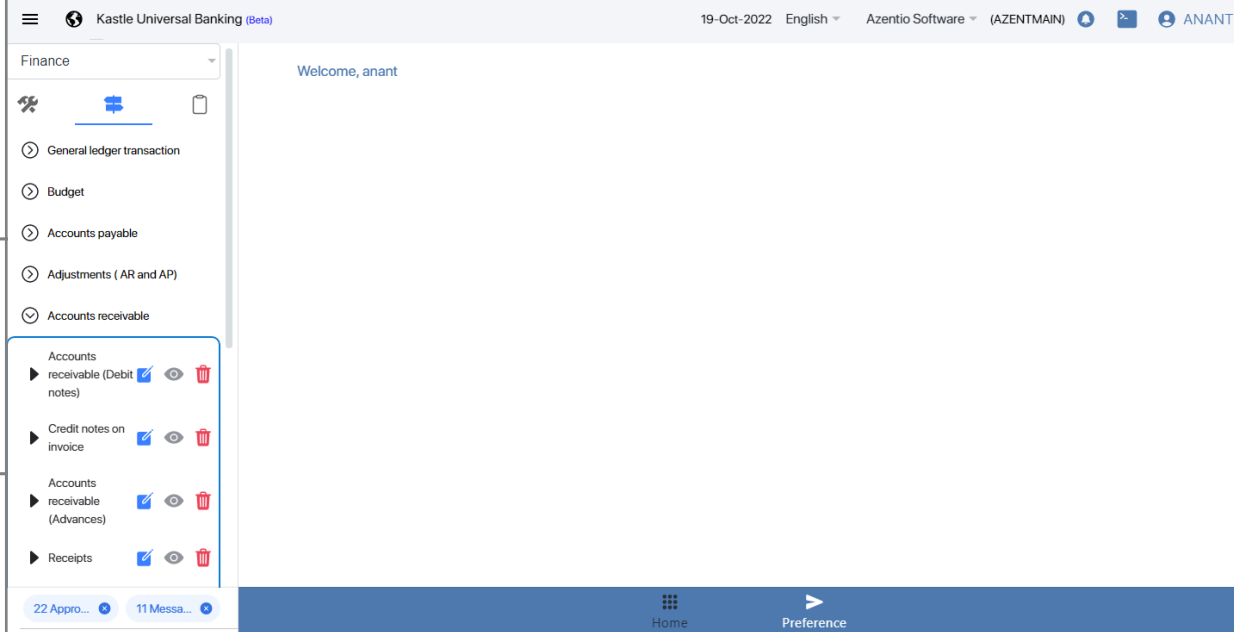 Kastle Universal Banking (Beta)
19-Oct-2022 English Azentio Software (AZENTMAIN) ANANT
Finance
Welcome, anant
General ledger transaction
Budget
Accounts payable
Adjustments ( AR and AP)
Accounts receivable
Accounts
receivable (Debit
notes)
Credit notes on
invoice
Accounts
receivable
(Advances)
Receipts
22 Appro... 11 Messa...
Home Preference